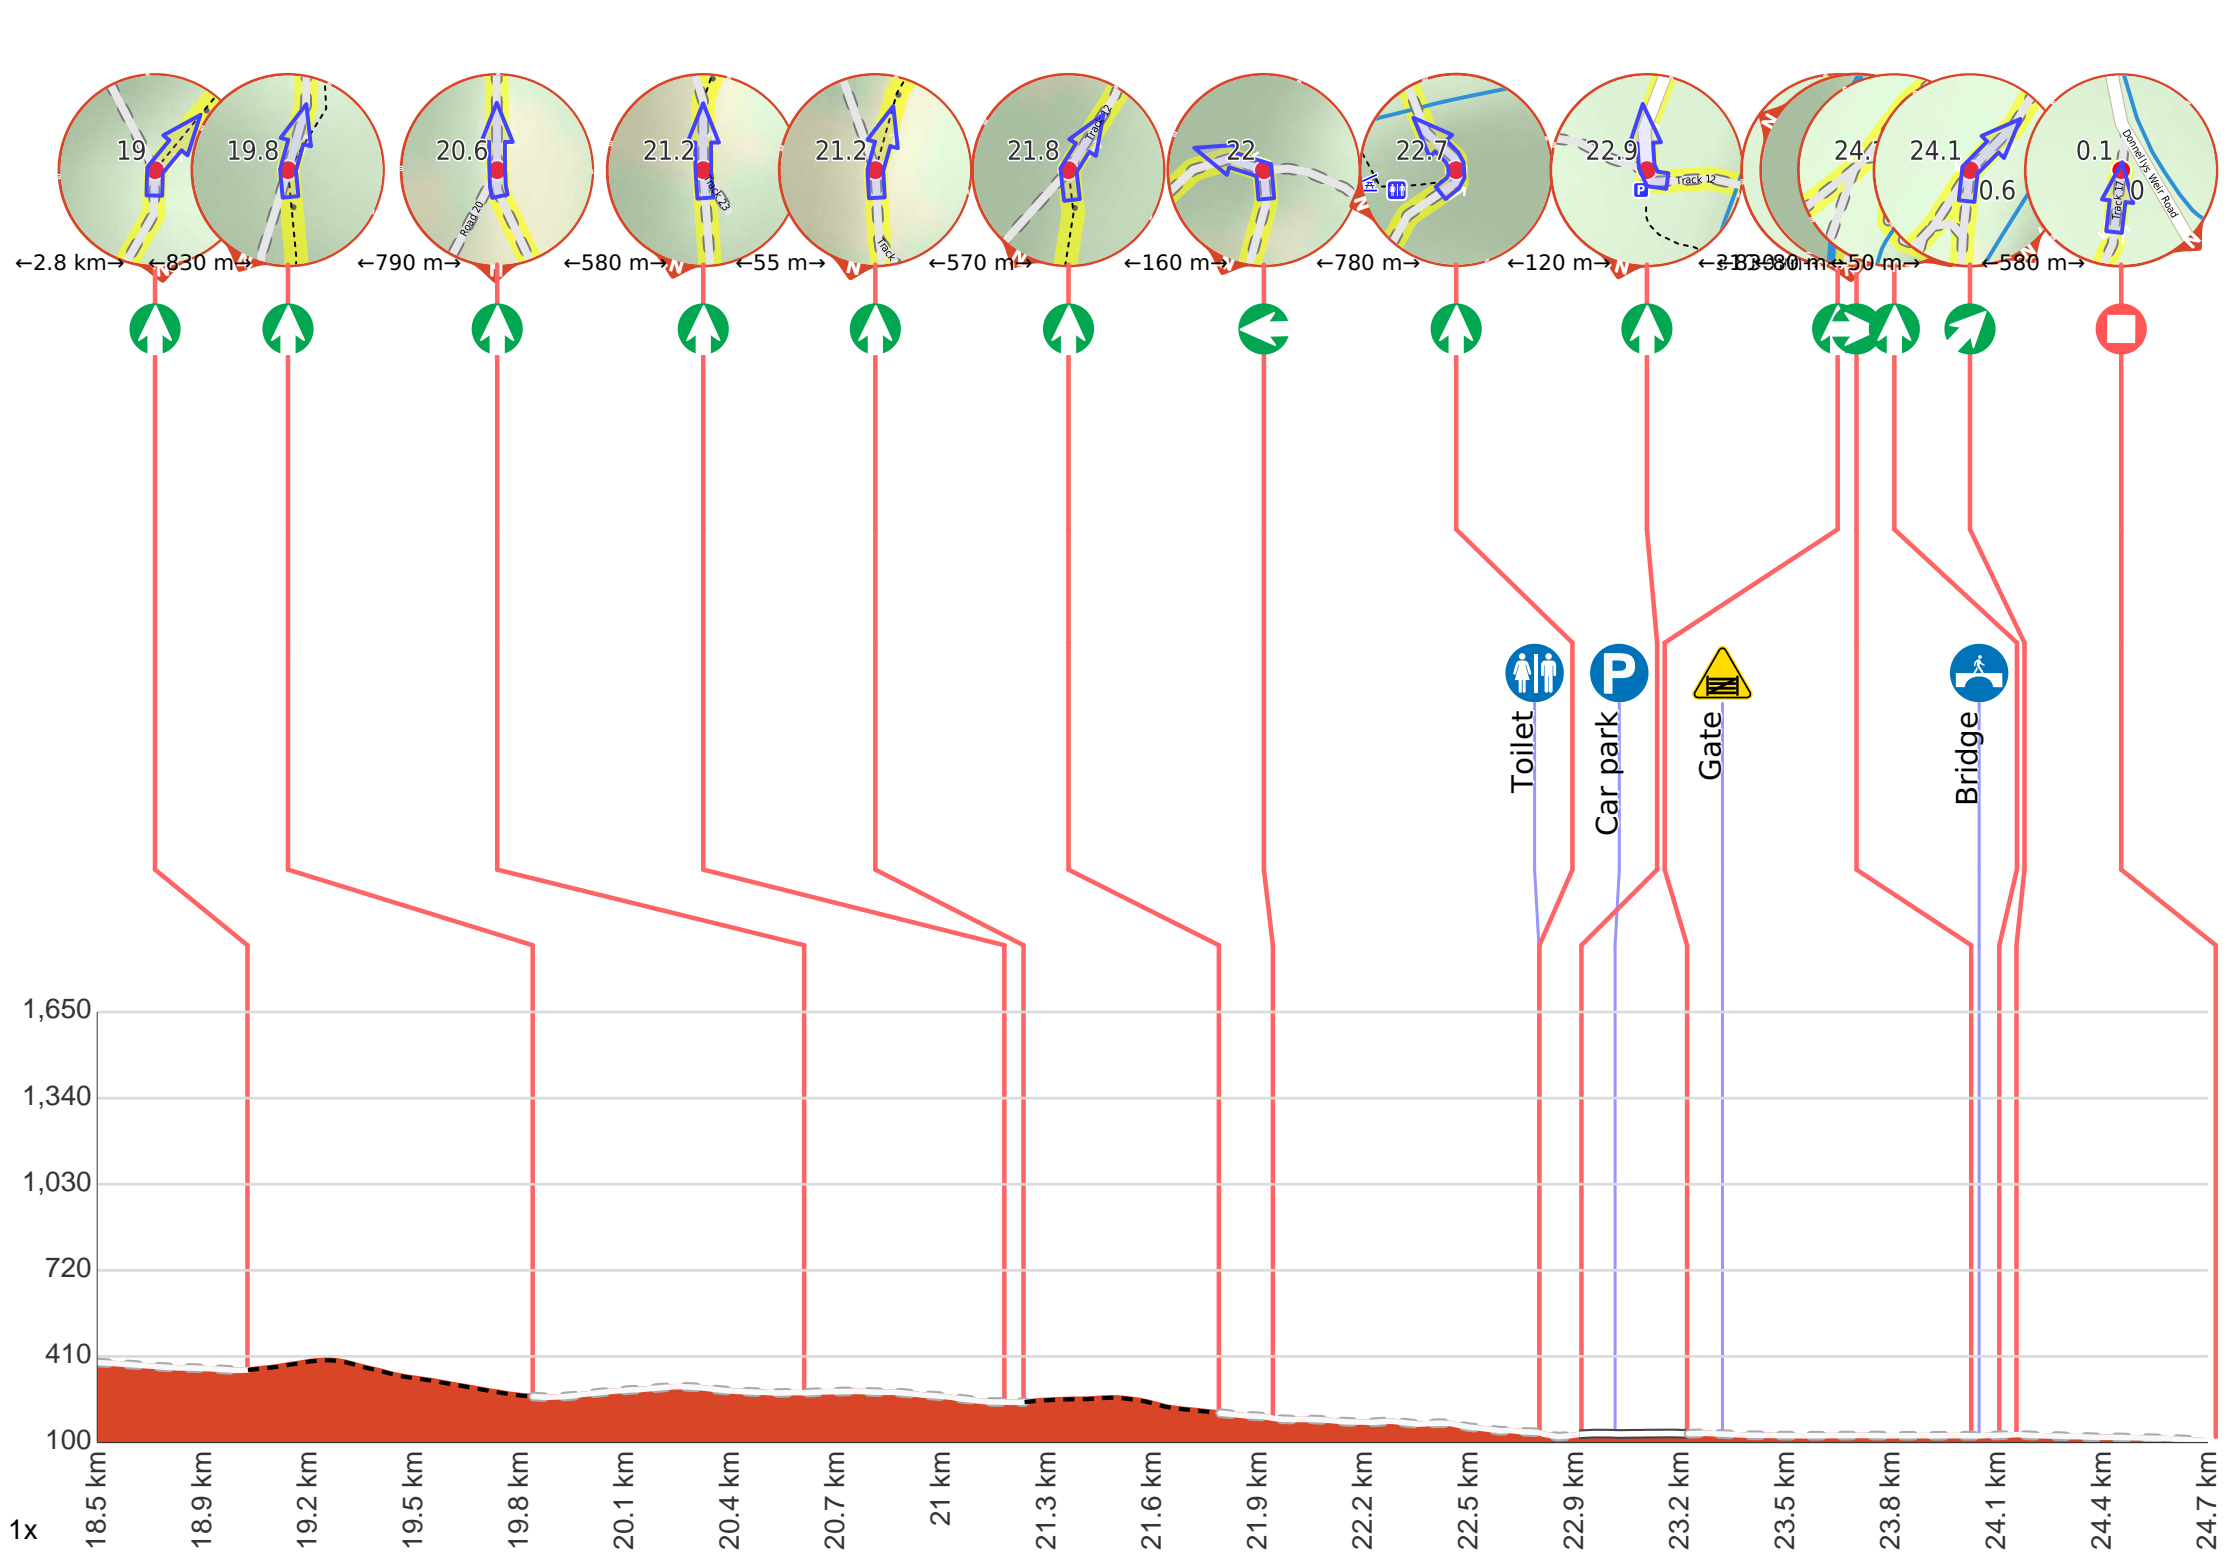 19
19.8
20.6
21.2
21.2
21.8
22
22.7
22.9
24.1
0.6
0.1
0
Road 20
Track 23
Track 12
Track 12
Track 17
Donnellys Weir Road
P
N
←2.8 km→
←830 m→
←790 m→
←580 m→
←55 m→
←570 m→
←160 m→
←780 m→
←120 m→
←50 m→
←580 m→
P
Toilet
Car park
Gate
Bridge
1,650
1,340
1,030
720
410
100
18.5 km
18.9 km
19.2 km
19.5 km
19.8 km
20.1 km
20.4 km
20.7 km
21 km
21.3 km
21.6 km
21.9 km
22.2 km
22.5 km
22.9 km
23.2 km
23.5 km
23.8 km
24.1 km
24.4 km
24.7 km
1x